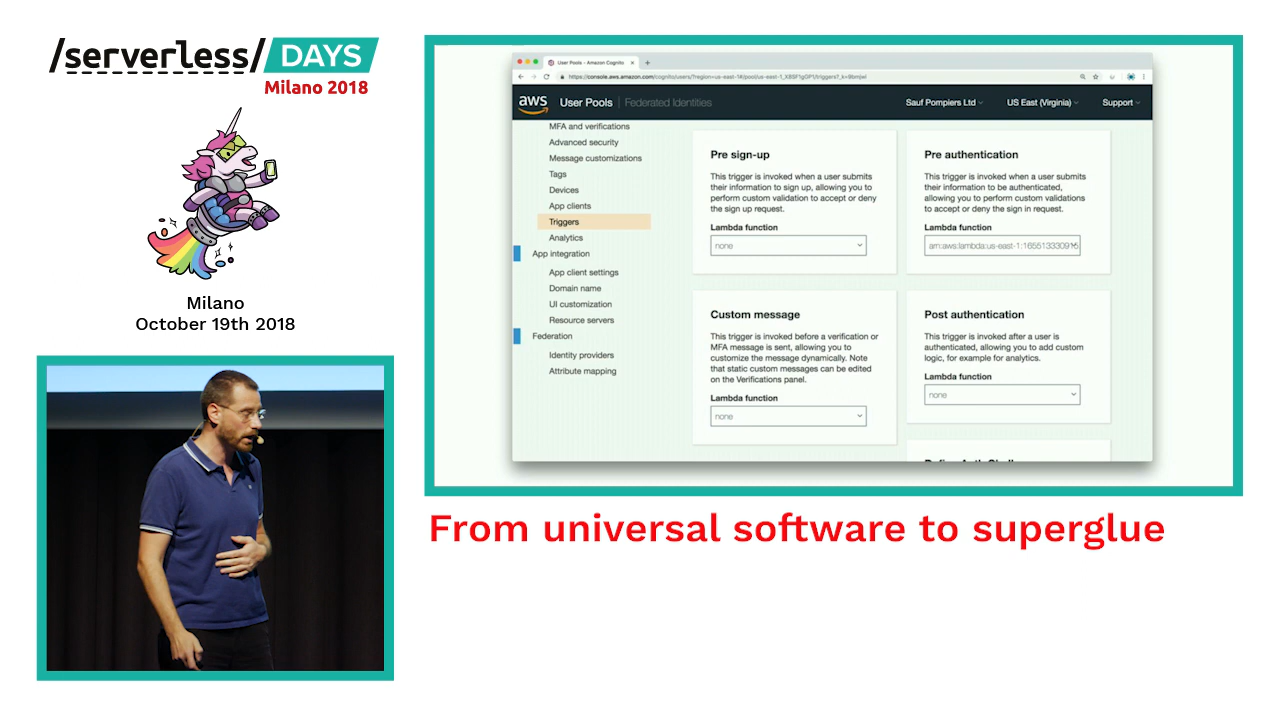 /serverless/ DAYS
Milano 2018
Milano
October 19th 2018
User Pools - Amazon Cognito
aws User Pools | Federated Identities Sauf Pompiers Ltd US East (Virginia) Support
MFA and verifications
Advanced security
Message customizations
Tags
Devices
App clients
Triggers
Analytics
App integration
App client settings
Domain name
UI customization
Resource servers
Federation
Identity providers
Attribute mapping
Pre sign-up
This trigger is invoked when a user submits
their information to sign up, allowing you to
perform custom validation to accept or deny
the sign up request.
Lambda function
none
Pre authentication
This trigger is invoked when a user submits
their information to be authenticated,
allowing you to perform custom validations
to accept or deny the sign in request.
Lambda function
Custom message
This trigger is invoked before a verification or
MFA message is sent, allowing you to
customize the message dynamically. Note
that static custom messages can be edited
on the Verifications panel.
Lambda function
none
Post authentication
This trigger is invoked after a user is
authenticated, allowing you to add custom
logic, for example for analytics.
Lambda function
none
From universal software to superglue